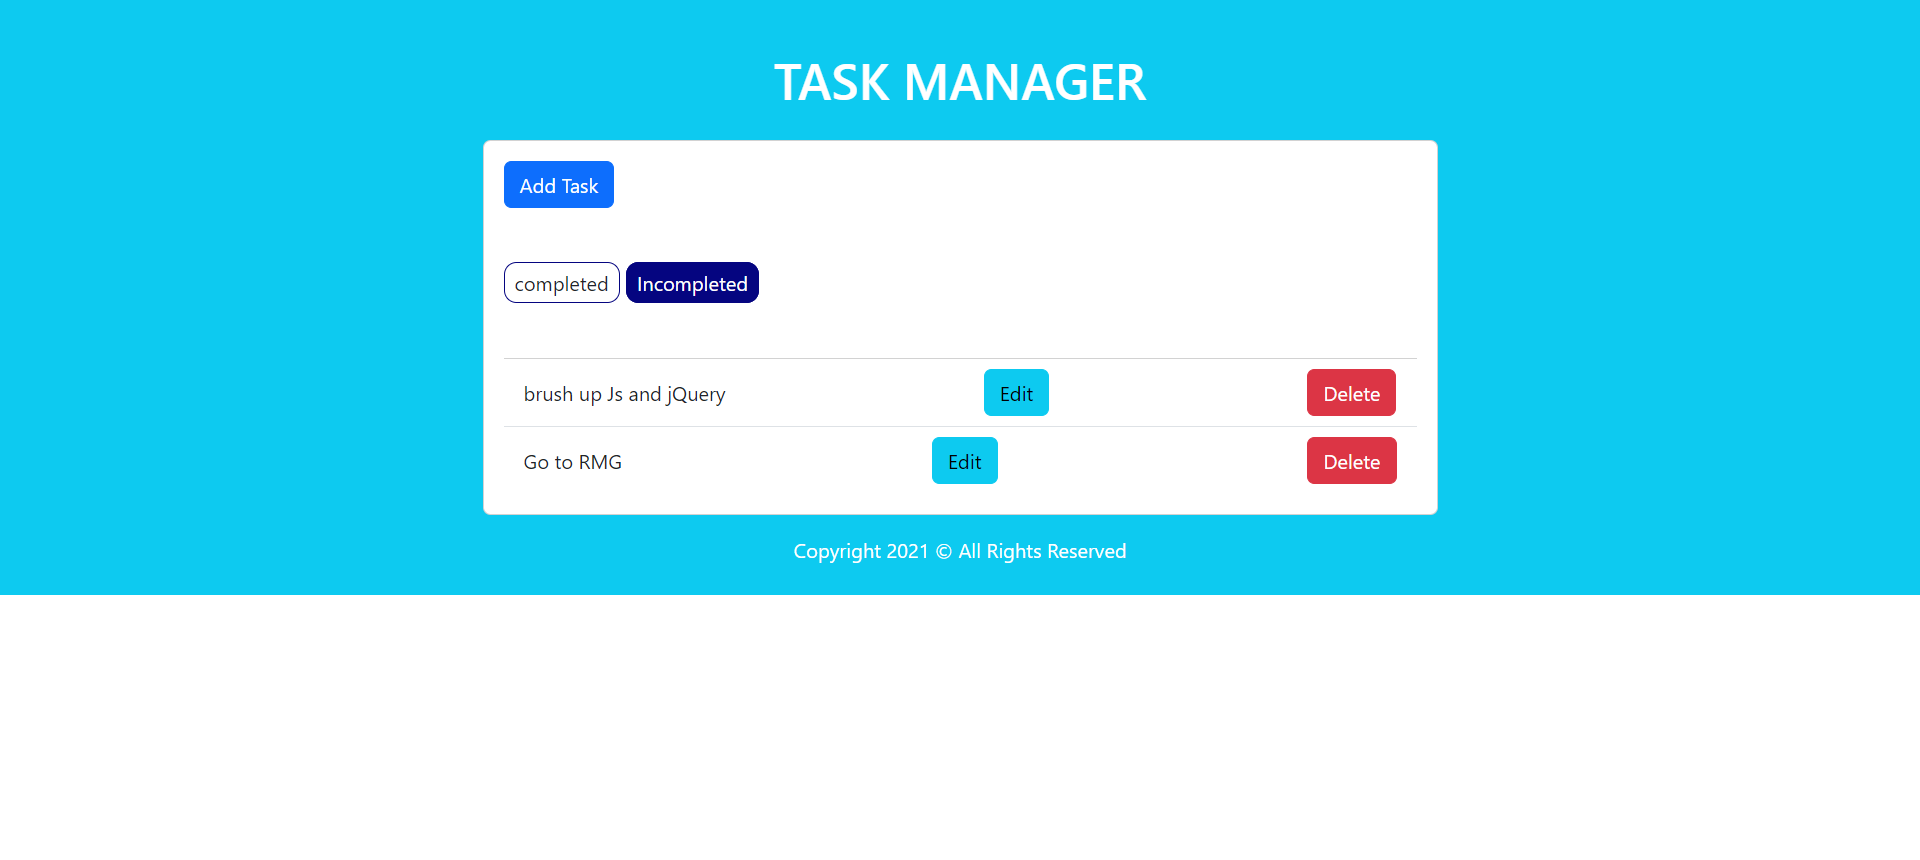 TASK MANAGER
Add Task
completed Incompleted
brush up Js and jQuery Edit Delete
Go to RMG Edit Delete
Copyright 2021 © All Rights Reserved